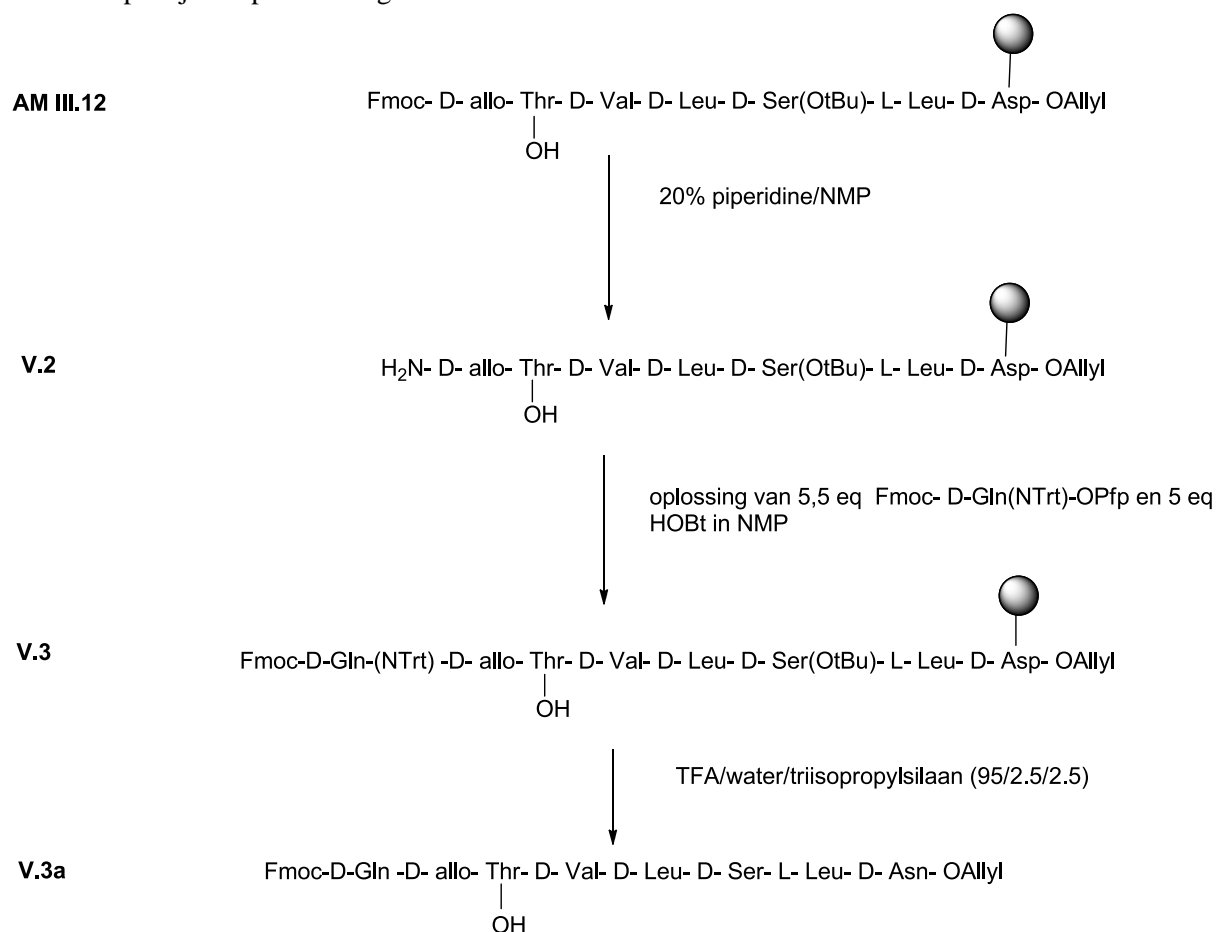 AM III.12
Fmoc- D- allo- Thr- D- Val- D- Leu- D- Ser(OtBu)- L- Leu- D- Asp- OAllyl
OH
20% piperidine/NMP
V.2
H₂N- D- allo- Thr- D- Val- D- Leu- D- Ser(OtBu)- L- Leu- D- Asp- OAllyl
OH
oplossing van 5,5 eq Fmoc- D-Gln(NTrt)-OPfp en 5 eq
HOBt in NMP
V.3
Fmoc-D-Gln-(NTrt) -D- allo- Thr- D- Val- D- Leu- D- Ser(OtBu)- L- Leu- D- Asp- OAllyl
OH
TFA/water/triisopropylsilaan (95/2.5/2.5)
V.3a
Fmoc-D-Gln -D- allo- Thr- D- Val- D- Leu- D- Ser- L- Leu- D- Asn- OAllyl
OH